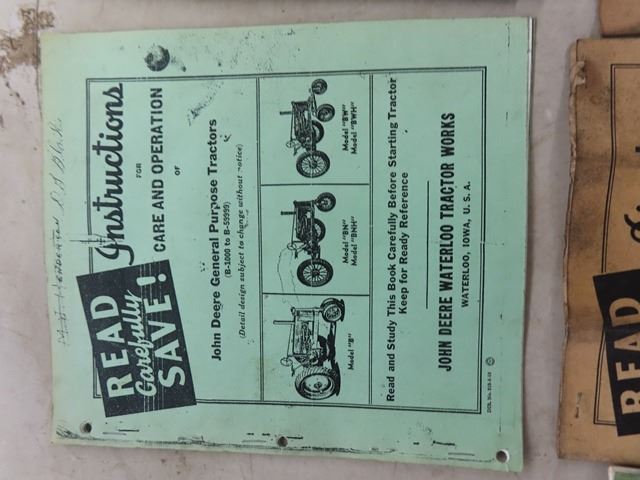 READ
Carefully
SAVE!
Instructions
FOR
CARE AND OPERATION
OF
John Deere General Purpose Tractors
(B-1000 to B-59999)
(Detail design subject to change without notice)
Model "B"
Model "BN"
Model "BNH"
Model "BW"
Model "BWH"
Read and Study This Book Carefully Before Starting Tractor
Keep for Ready Reference
JOHN DEERE WATERLOO TRACTOR WORKS
WATERLOO, IOWA, U. S. A.
READ